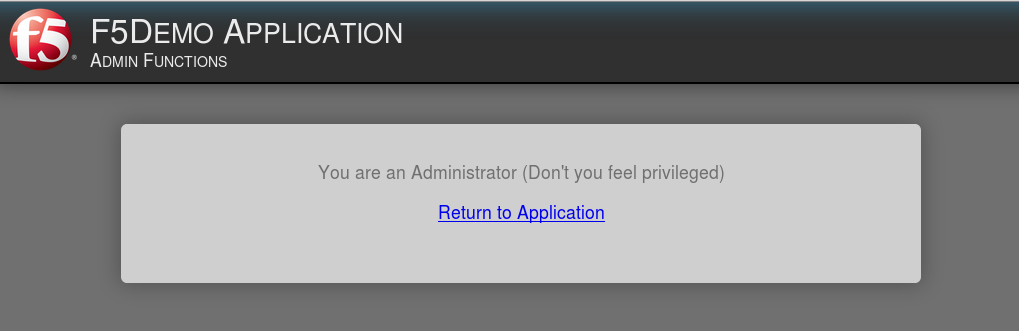 f5®
F5Demo Application
Admin Functions
You are an Administrator (Don't you feel privileged)
Return to Application